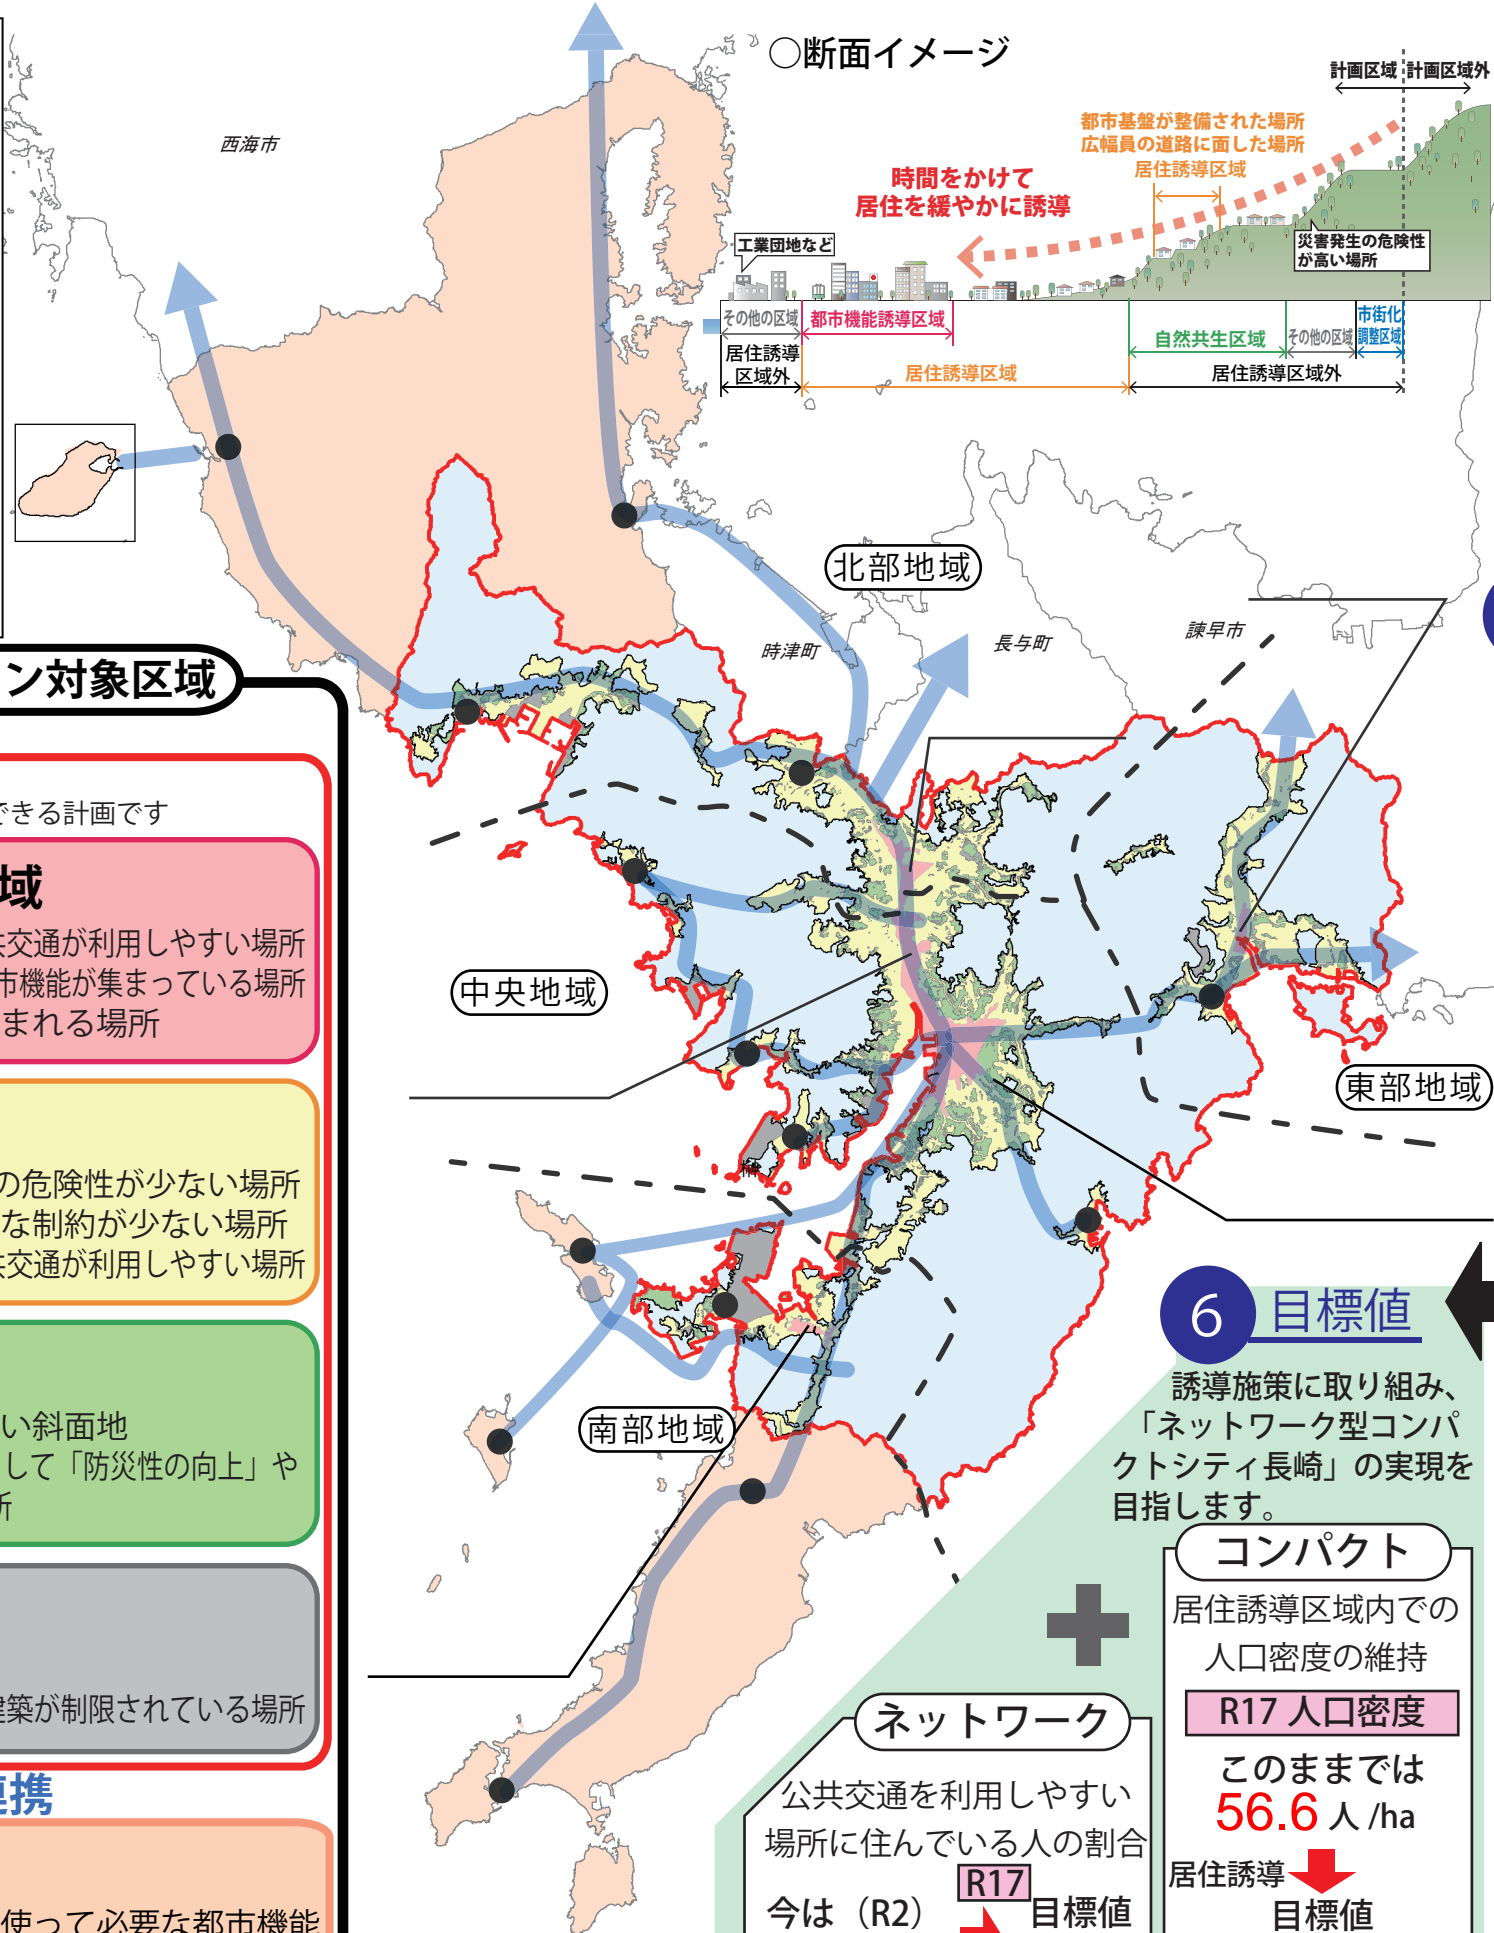 ○断面イメージ
計画区域
計画区域外
都市基盤が整備された場所
広幅員の道路に面した場所
居住誘導区域
時間をかけて
居住を緩やかに誘導
工業団地など
災害発生の危険性
が高い場所
その他の区域
都市機能誘導区域
自然共生区域
その他の区域
市街化
調整区域
居住誘導
区域外
居住誘導区域
居住誘導区域外
西海市
北部地域
時津町
長与町
諫早市
中央地域
東部地域
南部地域
ン対象区域
できる計画です
域
共交通が利用しやすい場所
市機能が集まっている場所
まれる場所
の危険性が少ない場所
な制約が少ない場所
共交通が利用しやすい場所
い斜面地
して「防災性の向上」や
所
建築が制限されている場所
連携
使って必要な都市機能
6 目標値
誘導施策に取り組み、
「ネットワーク型コンパ
クトシティ長崎」の実現を
目指します。
コンパクト
居住誘導区域内での
人口密度の維持
R17 人口密度
このままでは
56.6 人 /ha
居住誘導
目標値
ネットワーク
公共交通を利用しやすい
場所に住んでいる人の割合
R17
今は（R2）
目標値